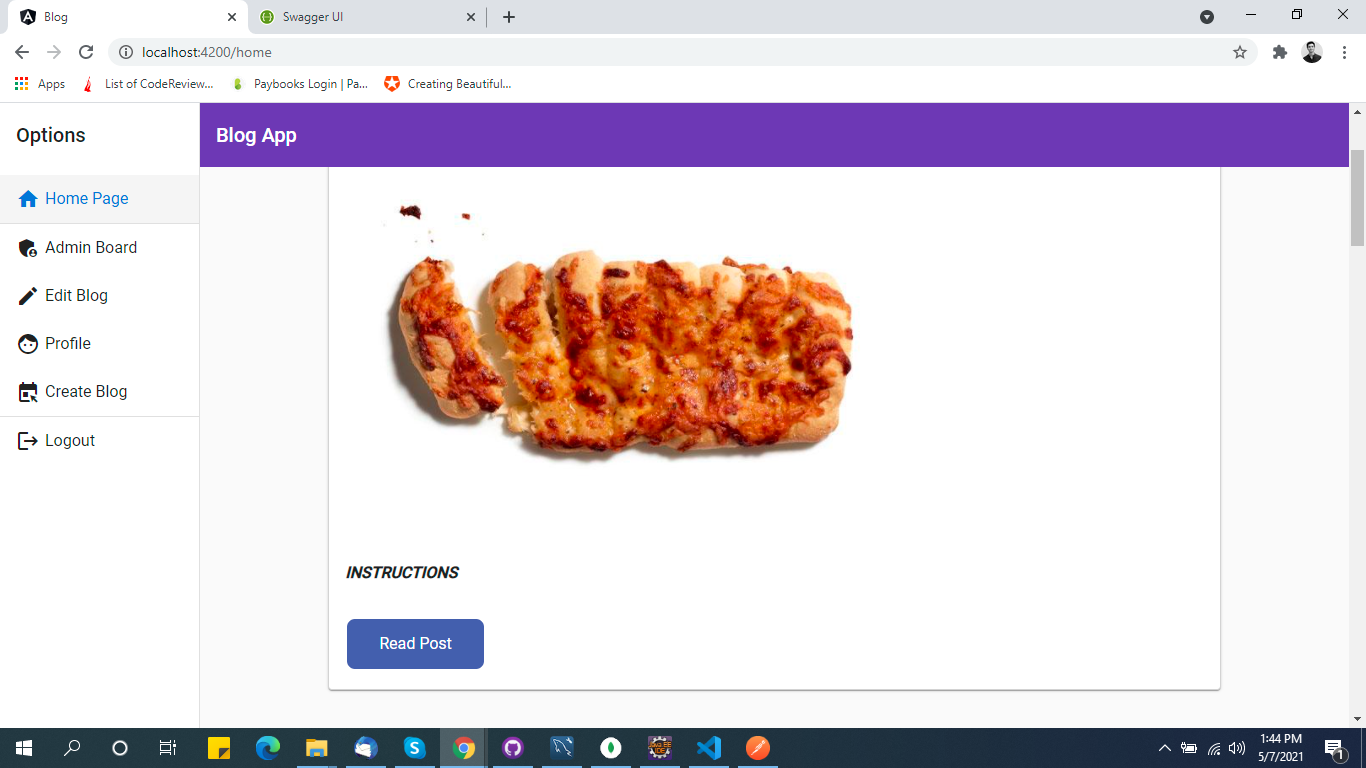 Blog
Swagger UI
localhost:4200/home
Apps
List of CodeReview...
Paybooks Login | Pa...
Creating Beautiful...
Options
Blog App
Home Page
Admin Board
Edit Blog
Profile
Create Blog
Logout
INSTRUCTIONS
Read Post
1:44 PM
5/7/2021
1